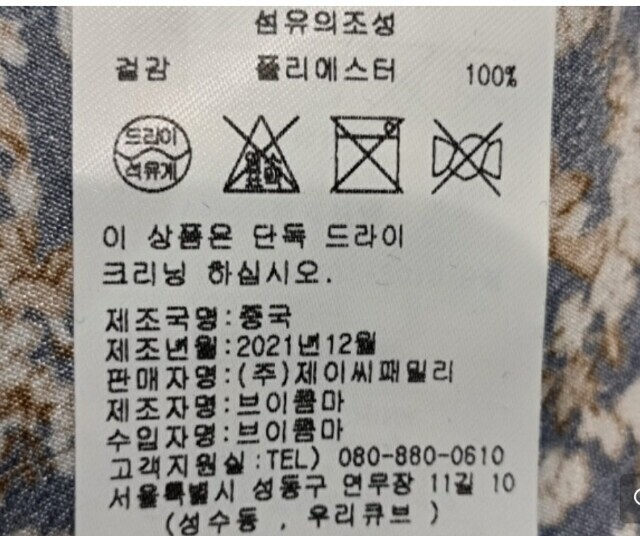 섬유의조성
겉감 폴리에스터 100%
드라이
석유계
염소
표백
이 상품은 단독 드라이
크리닝 하십시오.
제조국명:중국
제조년월:2021년12월
판매자명:(주)제이씨패밀리
제조자명:브이쁨마
수입자명:브이쁨마
고객지원실:TEL) 080-880-0610
서울특별시 성동구 연무장 11길 10
(성수동 , 우리큐브 )